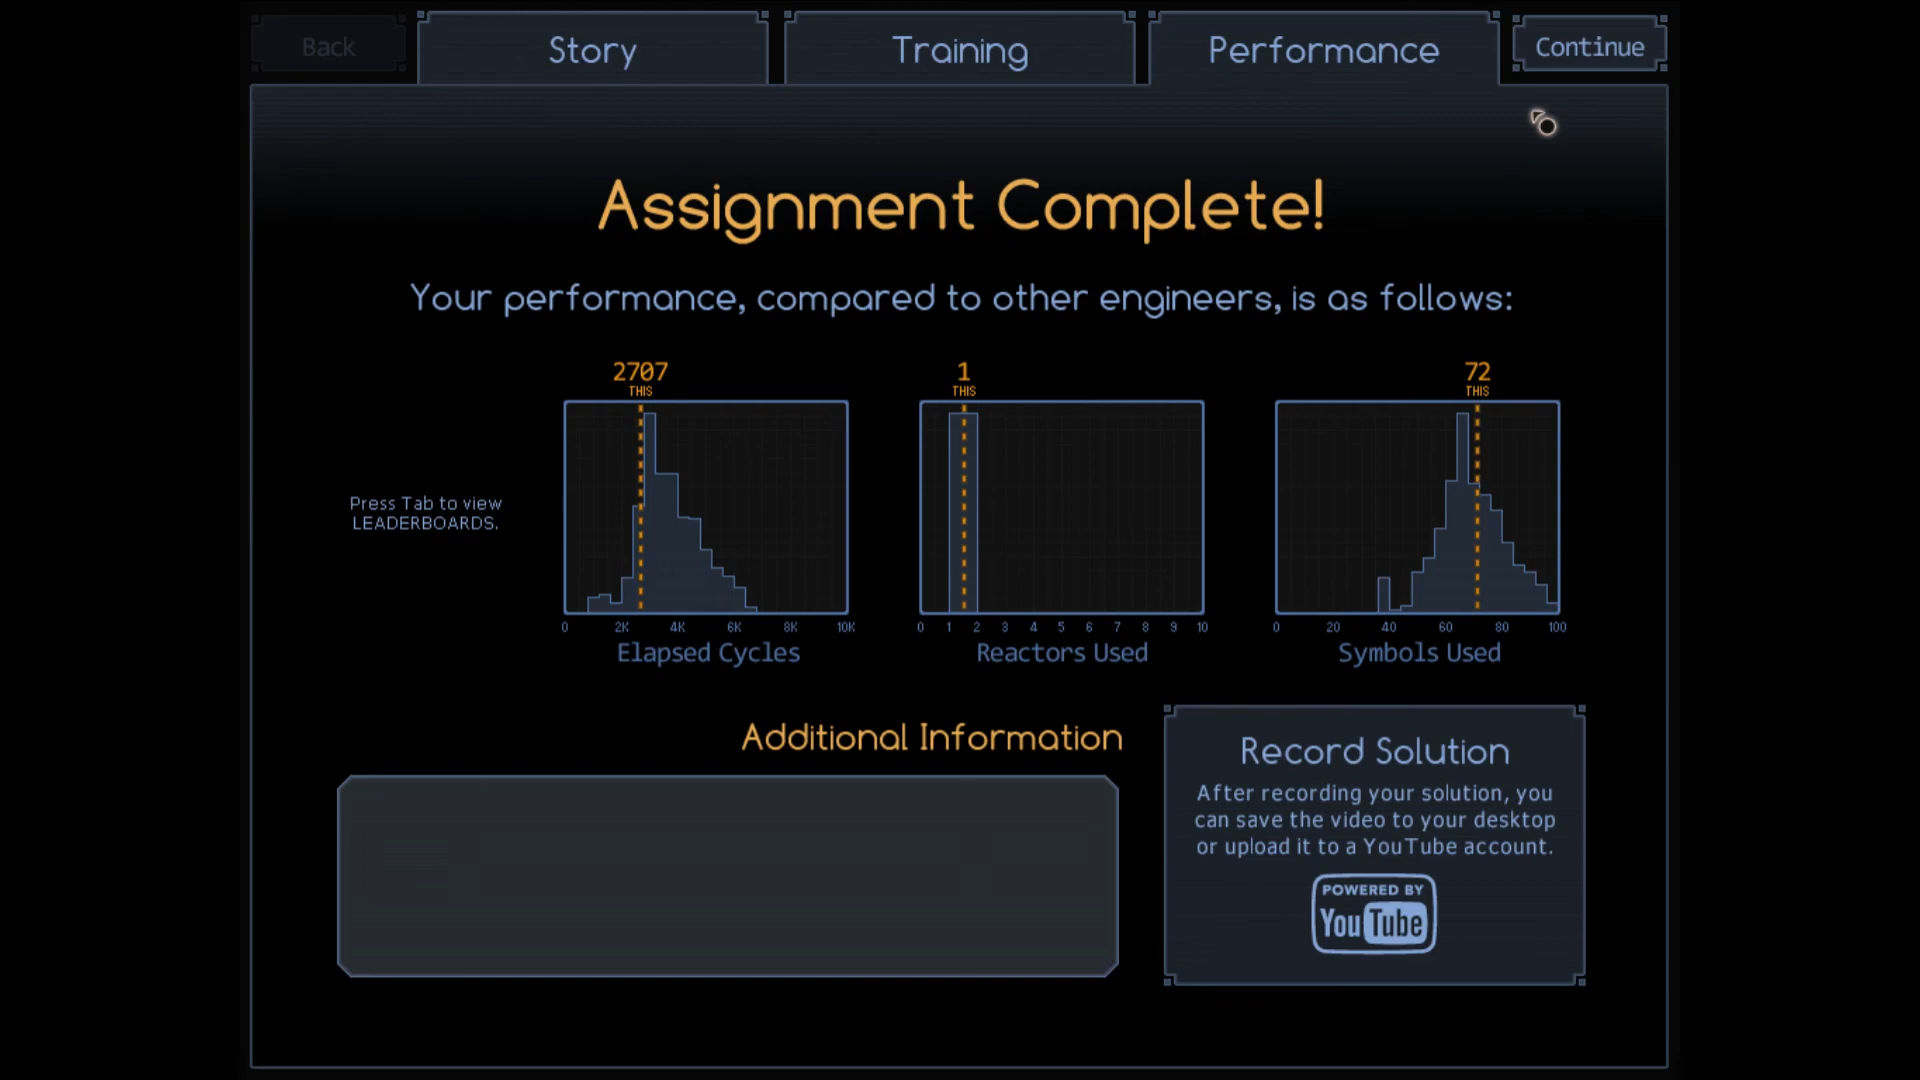 Back
Story
Training
Performance
Continue
Assignment Complete!
Your performance, compared to other engineers, is as follows:
2707
THIS
1
THIS
72
THIS
Press Tab to view
LEADERBOARDS.
0 2K 4K 6K 8K 10K
0 1 2 3 4 5 6 7 8 9 10
0 20 40 60 80 100
Elapsed Cycles
Reactors Used
Symbols Used
Additional Information
Record Solution
After recording your solution, you
can save the video to your desktop
or upload it to a YouTube account.
POWERED BY
YouTube